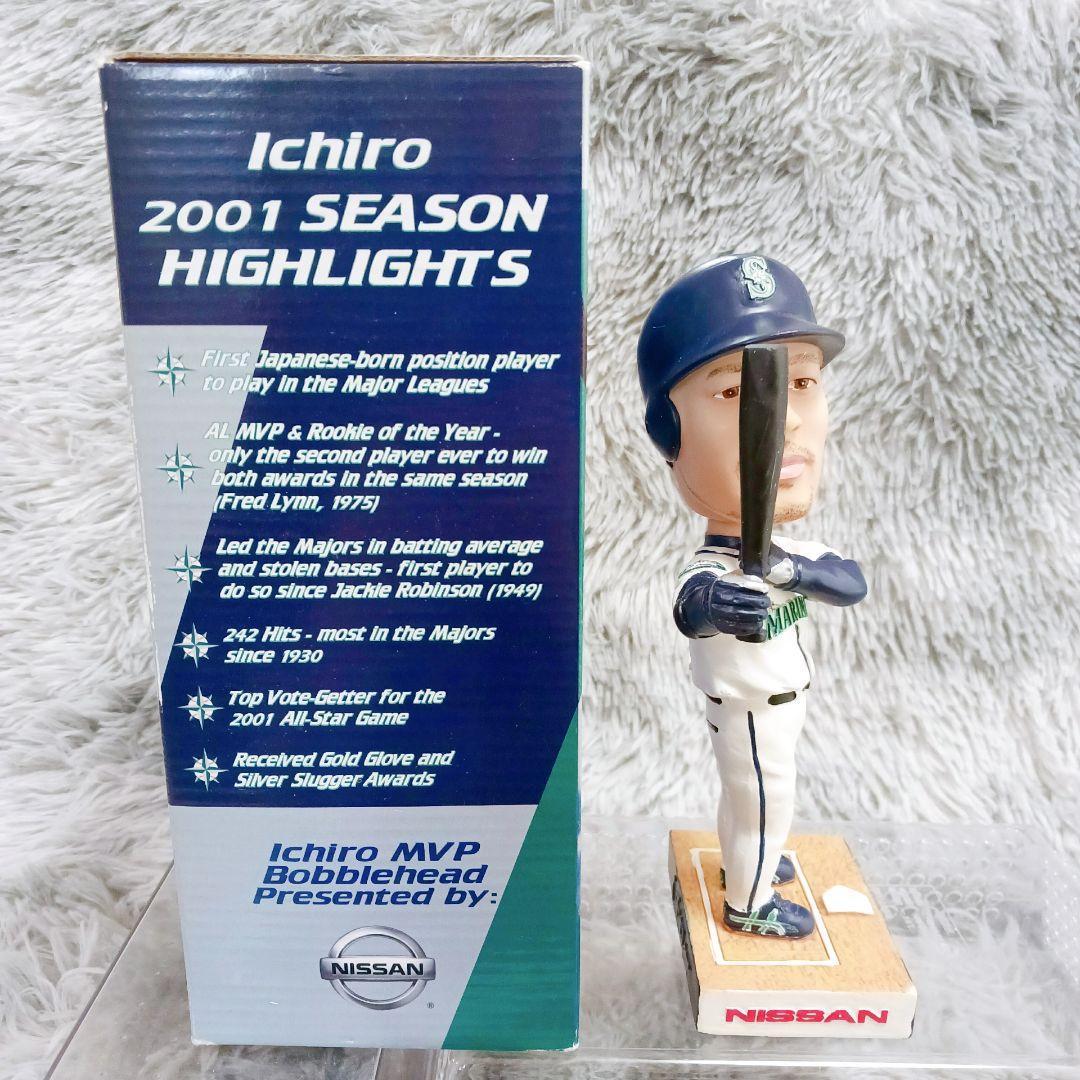 Ichiro
2001 SEASON
HIGHLIGHTS
First Japanese-born position player
to play in the Major Leagues
AL MVP & Rookie of the Year -
only the second player ever to win
both awards in the same season
(Fred Lynn, 1975)
Led the Majors in batting average
and stolen bases - first player to
do so since Jackie Robinson (1949)
242 Hits - most in the Majors
since 1930
Top Vote-Getter for the
2001 All-Star Game
Received Gold Glove and
Silver Slugger Awards
Ichiro MVP
Bobblehead
Presented by:
NISSAN
®
S
MARIN
NISSAN